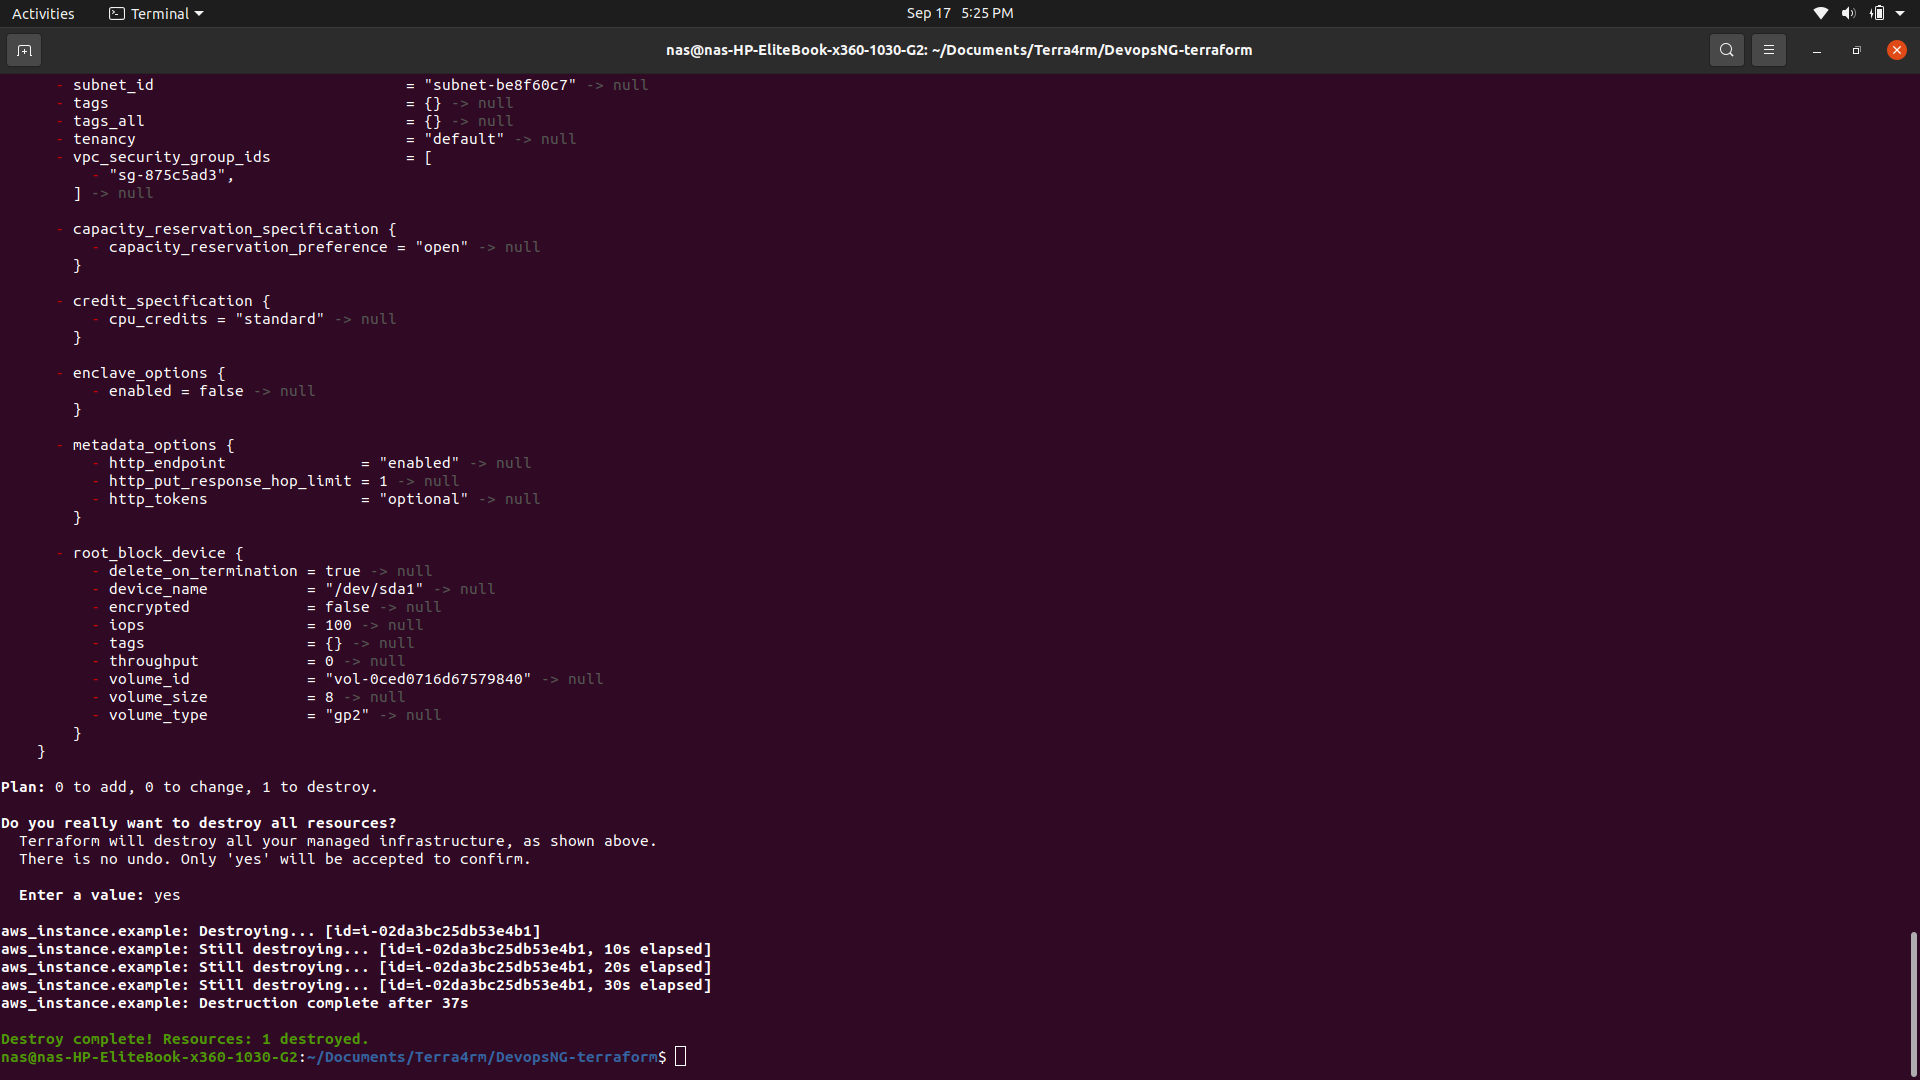 Activities Terminal Sep 17 5:25 PM
nas@nas-HP-EliteBook-x360-1030-G2: ~/Documents/Terra4rm/DevopsNG-terraform
- subnet_id = "subnet-be8f60c7" -> null
- tags = {} -> null
- tags_all = {} -> null
- tenancy = "default" -> null
- vpc_security_group_ids = [
- "sg-875c5ad3",
] -> null
- capacity_reservation_specification {
- capacity_reservation_preference = "open" -> null
}
- credit_specification {
- cpu_credits = "standard" -> null
}
- enclave_options {
- enabled = false -> null
}
- metadata_options {
- http_endpoint = "enabled" -> null
- http_put_response_hop_limit = 1 -> null
- http_tokens = "optional" -> null
}
- root_block_device {
- delete_on_termination = true -> null
- device_name = "/dev/sda1" -> null
- encrypted = false -> null
- iops = 100 -> null
- tags = {} -> null
- throughput = 0 -> null
- volume_id = "vol-0ced0716d67579840" -> null
- volume_size = 8 -> null
- volume_type = "gp2" -> null
}
}
Plan: 0 to add, 0 to change, 1 to destroy.
Do you really want to destroy all resources?
Terraform will destroy all your managed infrastructure, as shown above.
There is no undo. Only 'yes' will be accepted to confirm.
Enter a value: yes
aws_instance.example: Destroying... [id=i-02da3bc25db53e4b1]
aws_instance.example: Still destroying... [id=i-02da3bc25db53e4b1, 10s elapsed]
aws_instance.example: Still destroying... [id=i-02da3bc25db53e4b1, 20s elapsed]
aws_instance.example: Still destroying... [id=i-02da3bc25db53e4b1, 30s elapsed]
aws_instance.example: Destruction complete after 37s
Destroy complete! Resources: 1 destroyed.
nas@nas-HP-EliteBook-x360-1030-G2:~/Documents/Terra4rm/DevopsNG-terraform$